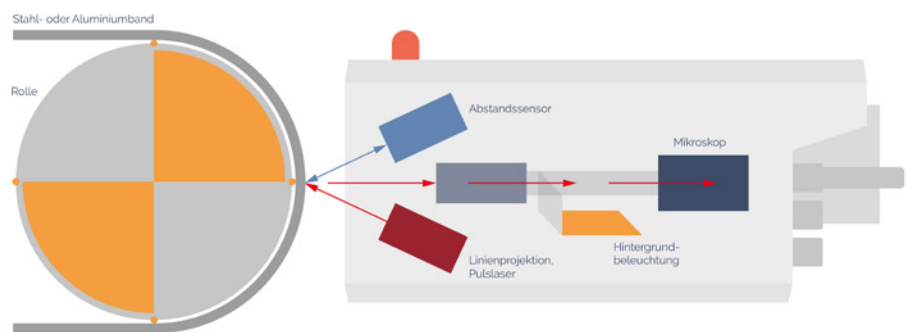 Stahl- oder Aluminiumband
Rolle
Abstandssensor
Mikroskop
Linienprojektion,
Pulslaser
Hintergrund-
beleuchtung